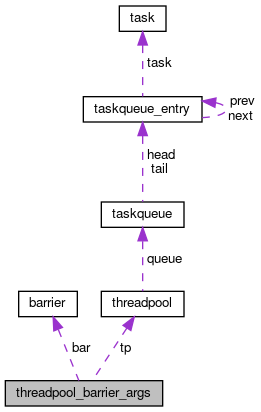 task
task
taskqueue_entry
prev
next
head
tail
taskqueue
queue
barrier
threadpool
bar
tp
threadpool_barrier_args